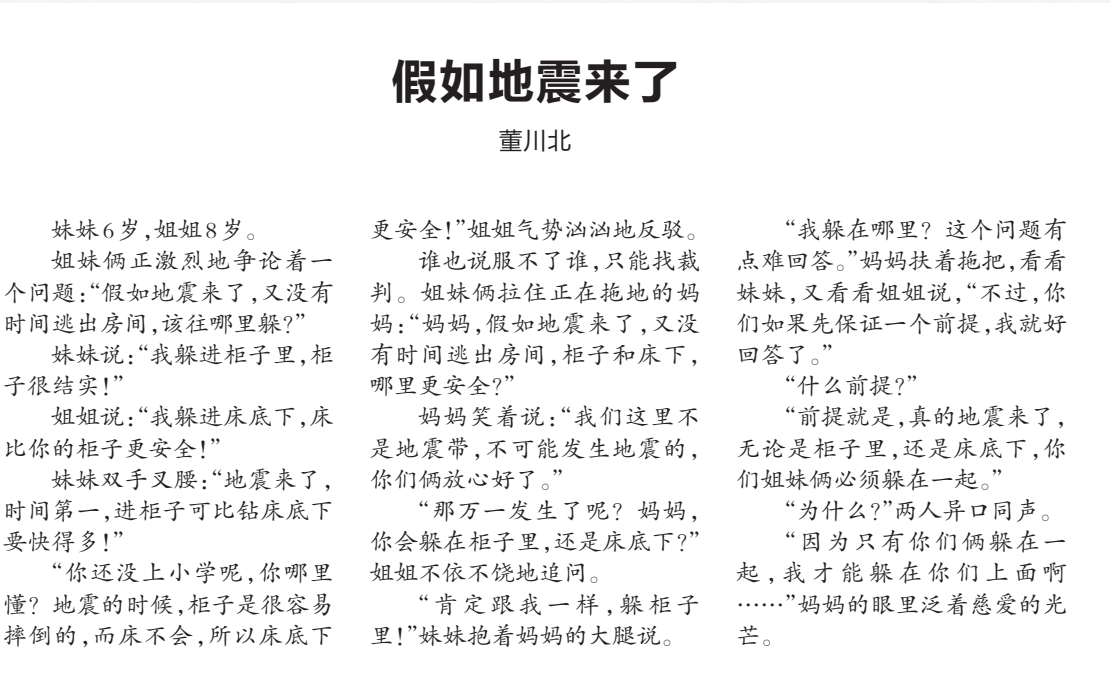 假如地震来了
董川北
妹妹6岁,姐姐8岁。
姐妹俩正激烈地争论着一
个问题:“假如地震来了,又没有
时间逃出房间,该往哪里躲?”
妹妹说:“我躲进柜子里,柜
子很结实!”
姐姐说:“我躲进床底下,床
比你的柜子更安全!”
妹妹双手叉腰:“地震来了,
时间第一,进柜子可比钻床底下
要快得多!”
“你还没上小学呢,你哪里
懂?地震的时候,柜子是很容易
摔倒的,而床不会,所以床底下
更安全!”姐姐气势汹汹地反驳。
谁也说服不了谁,只能找裁
判。姐妹俩拉住正在拖地的妈
妈:“妈妈,假如地震来了,又没
有时间逃出房间,柜子和床下,
哪里更安全?”
妈妈笑着说:“我们这里不
是地震带,不可能发生地震的,
你们俩放心好了。”
“那万一发生了呢?妈妈,
你会躲在柜子里,还是床底下?”
姐姐不依不饶地追问。
“肯定跟我一样,躲柜子
里!”妹妹抱着妈妈的大腿说。
“我躲在哪里?这个问题有
点难回答。”妈妈扶着拖把,看看
妹妹,又看看姐姐说,“不过,你
们如果先保证一个前提,我就好
回答了。”
“什么前提?”
“前提就是,真的地震来了,
无论是柜子里,还是床底下,你
们姐妹俩必须躲在一起。”
“为什么?”两人异口同声。
“因为只有你们俩躲在一
起,我才能躲在你们上面啊
……”妈妈的眼里泛着慈爱的光
芒。